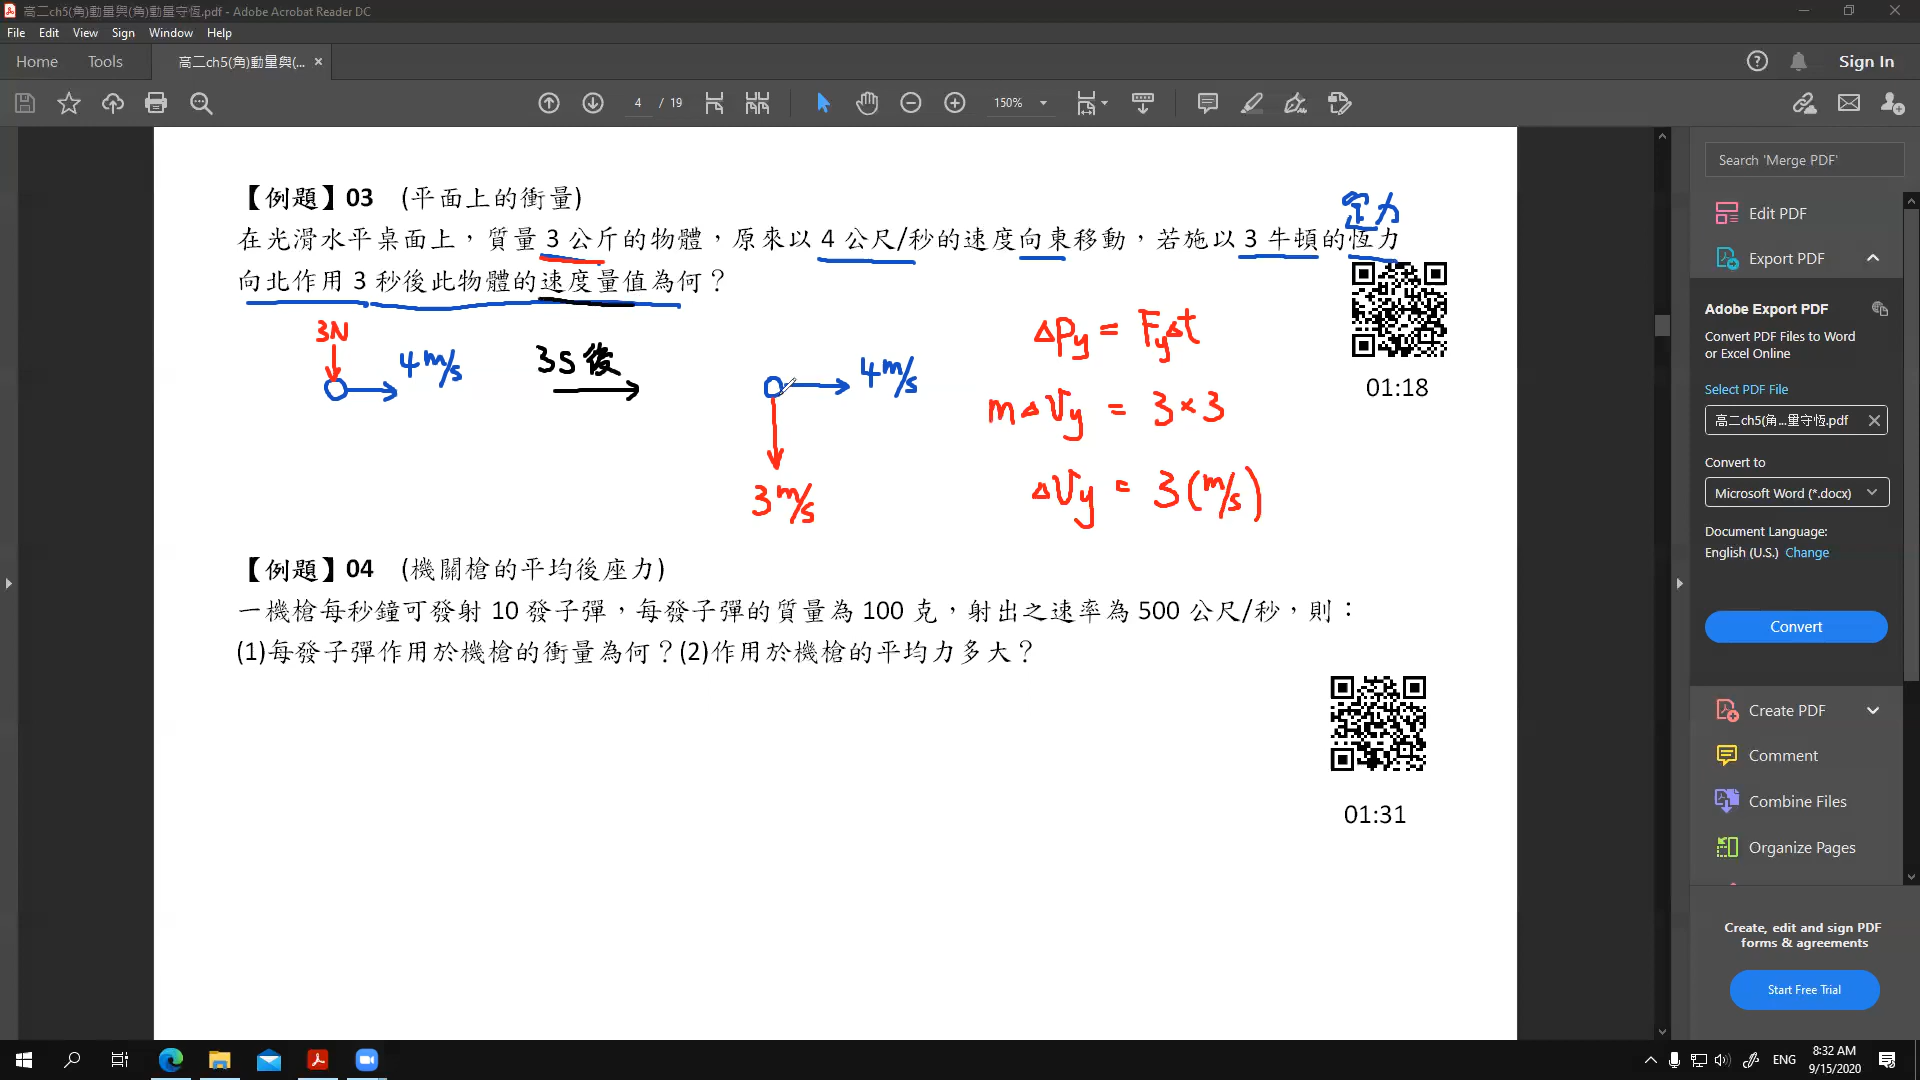 高二ch5(角)動量與(角)動量守恆.pdf - Adobe Acrobat Reader DC
File Edit View Sign Window Help
Home Tools 高二ch5(角)動量與(... ×
Sign In
4 / 19
150%
Search 'Merge PDF'
【例題】03 (平面上的衝量)
定力
在光滑水平桌面上，質量 3 公斤的物體，原來以 4 公尺/秒的速度向東移動，若施以 3 牛頓的恆力
向北作用 3 秒後此物體的速度量值為何？
3N
4 m/s
3S 後
4 m/s
3 m/s
ΔPy = FyΔt
mΔVy = 3×3
ΔVy = 3 (m/s)
01:18
【例題】04 (機關槍的平均後座力)
一機槍每秒鐘可發射 10 發子彈，每發子彈的質量為 100 克，射出之速率為 500 公尺/秒，則：
(1)每發子彈作用於機槍的衝量為何？(2)作用於機槍的平均力多大？
01:31
Edit PDF
Export PDF
Adobe Export PDF
Convert PDF Files to Word
or Excel Online
Select PDF File
高二ch5(角...量守恆.pdf
Convert to
Microsoft Word (*.docx)
Document Language:
English (U.S.) Change
Convert
Create PDF
Comment
Combine Files
Organize Pages
Create, edit and sign PDF
forms & agreements
Start Free Trial
ENG
8:32 AM
9/15/2020